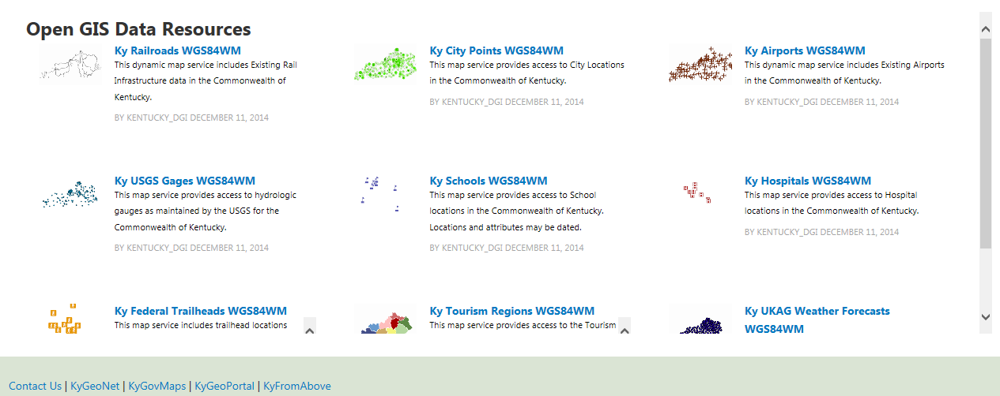 Open GIS Data Resources
Ky Railroads WGS84WM
This dynamic map service includes Existing Rail
Infrastructure data in the Commonwealth of
Kentucky.
BY KENTUCKY_DGI DECEMBER 11, 2014
Ky City Points WGS84WM
This map service provides access to City Locations
in the Commonwealth of Kentucky.
BY KENTUCKY_DGI DECEMBER 11, 2014
Ky Airports WGS84WM
This dynamic map service includes Existing Airports
in the Commonwealth of Kentucky.
BY KENTUCKY_DGI DECEMBER 11, 2014
Ky USGS Gages WGS84WM
This map service provides access to hydrologic
gauges as maintained by the USGS for the
Commonwealth of Kentucky.
BY KENTUCKY_DGI DECEMBER 11, 2014
Ky Schools WGS84WM
This map service provides access to School
locations in the Commonwealth of Kentucky.
Locations and attributes may be dated.
BY KENTUCKY_DGI DECEMBER 11, 2014
Ky Hospitals WGS84WM
This map service provides access to Hospital
locations in the Commonwealth of Kentucky.
BY KENTUCKY_DGI DECEMBER 11, 2014
Ky Federal Trailheads WGS84WM
This map service includes trailhead locations
Ky Tourism Regions WGS84WM
This map service provides access to the Tourism
Ky UKAG Weather Forecasts
WGS84WM
Contact Us | KyGeoNet | KyGovMaps | KyGeoPortal | KyFromAbove